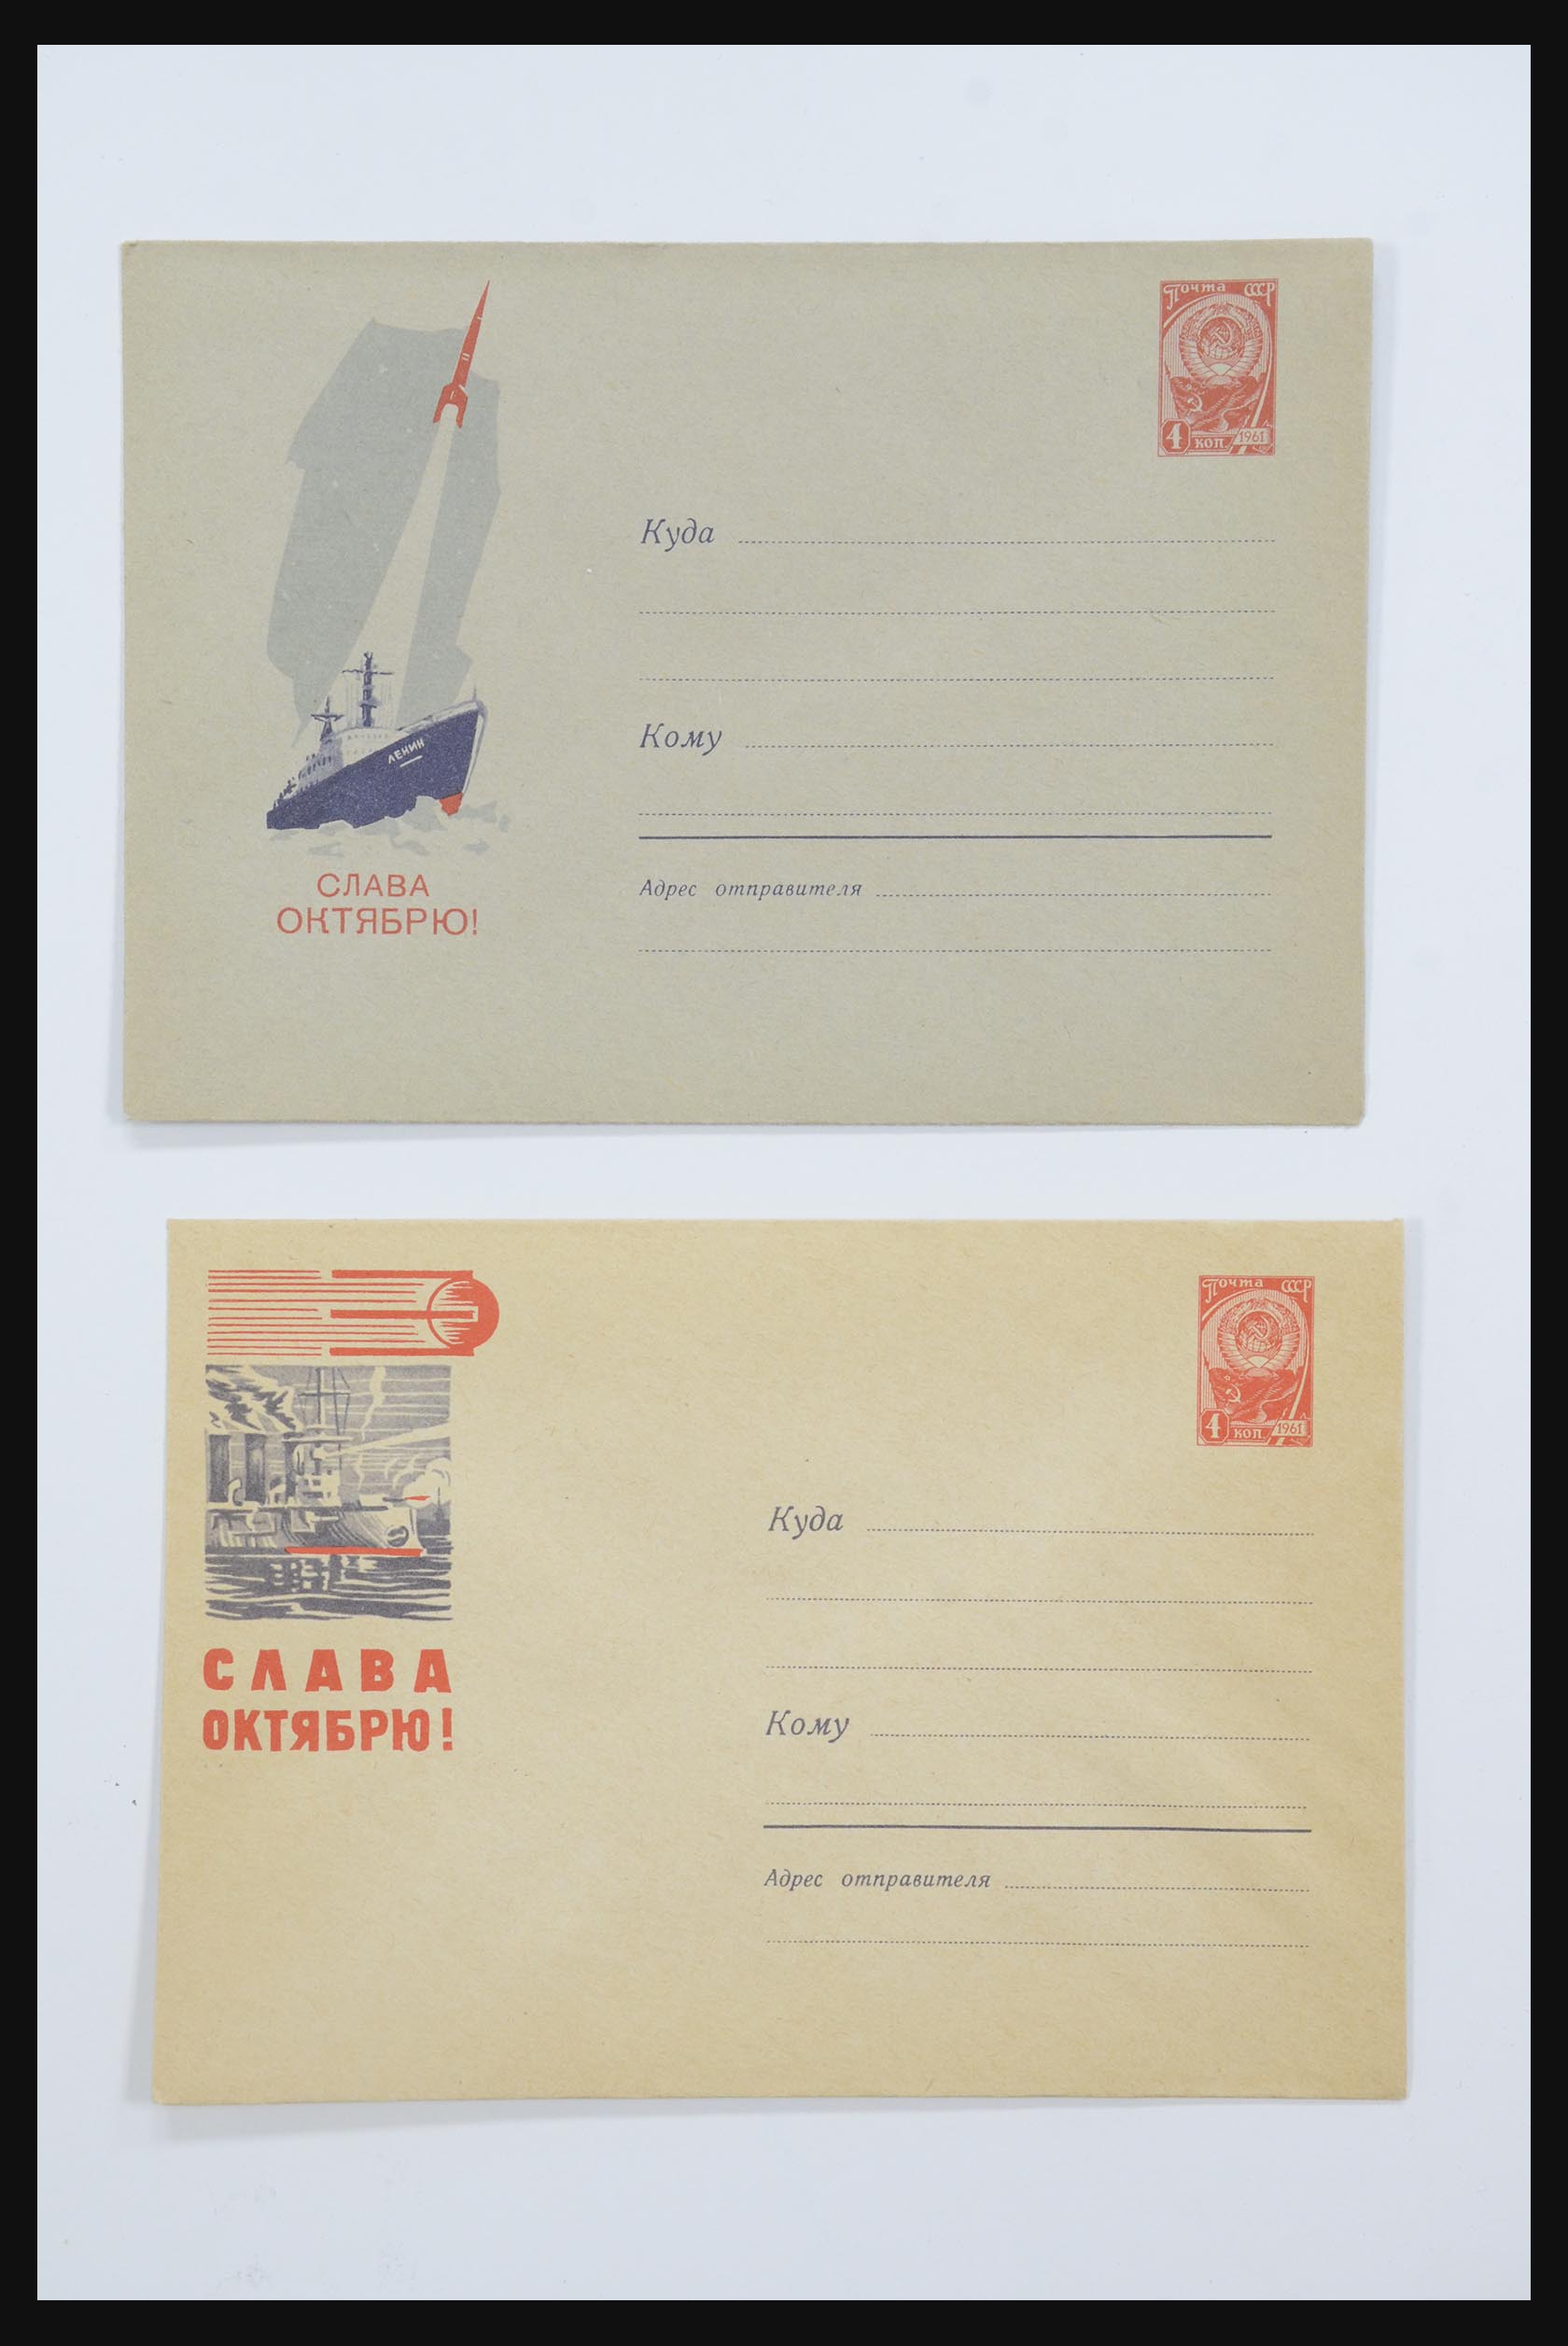 Почта СССР
4 коп. 1961
Куда
ЛЕНИН
Кому
СЛАВА
ОКТЯБРЮ!
Адрес отправителя
Почта СССР
4 коп. 1961
Куда
СЛАВА
ОКТЯБРЮ!
Кому
Адрес отправителя